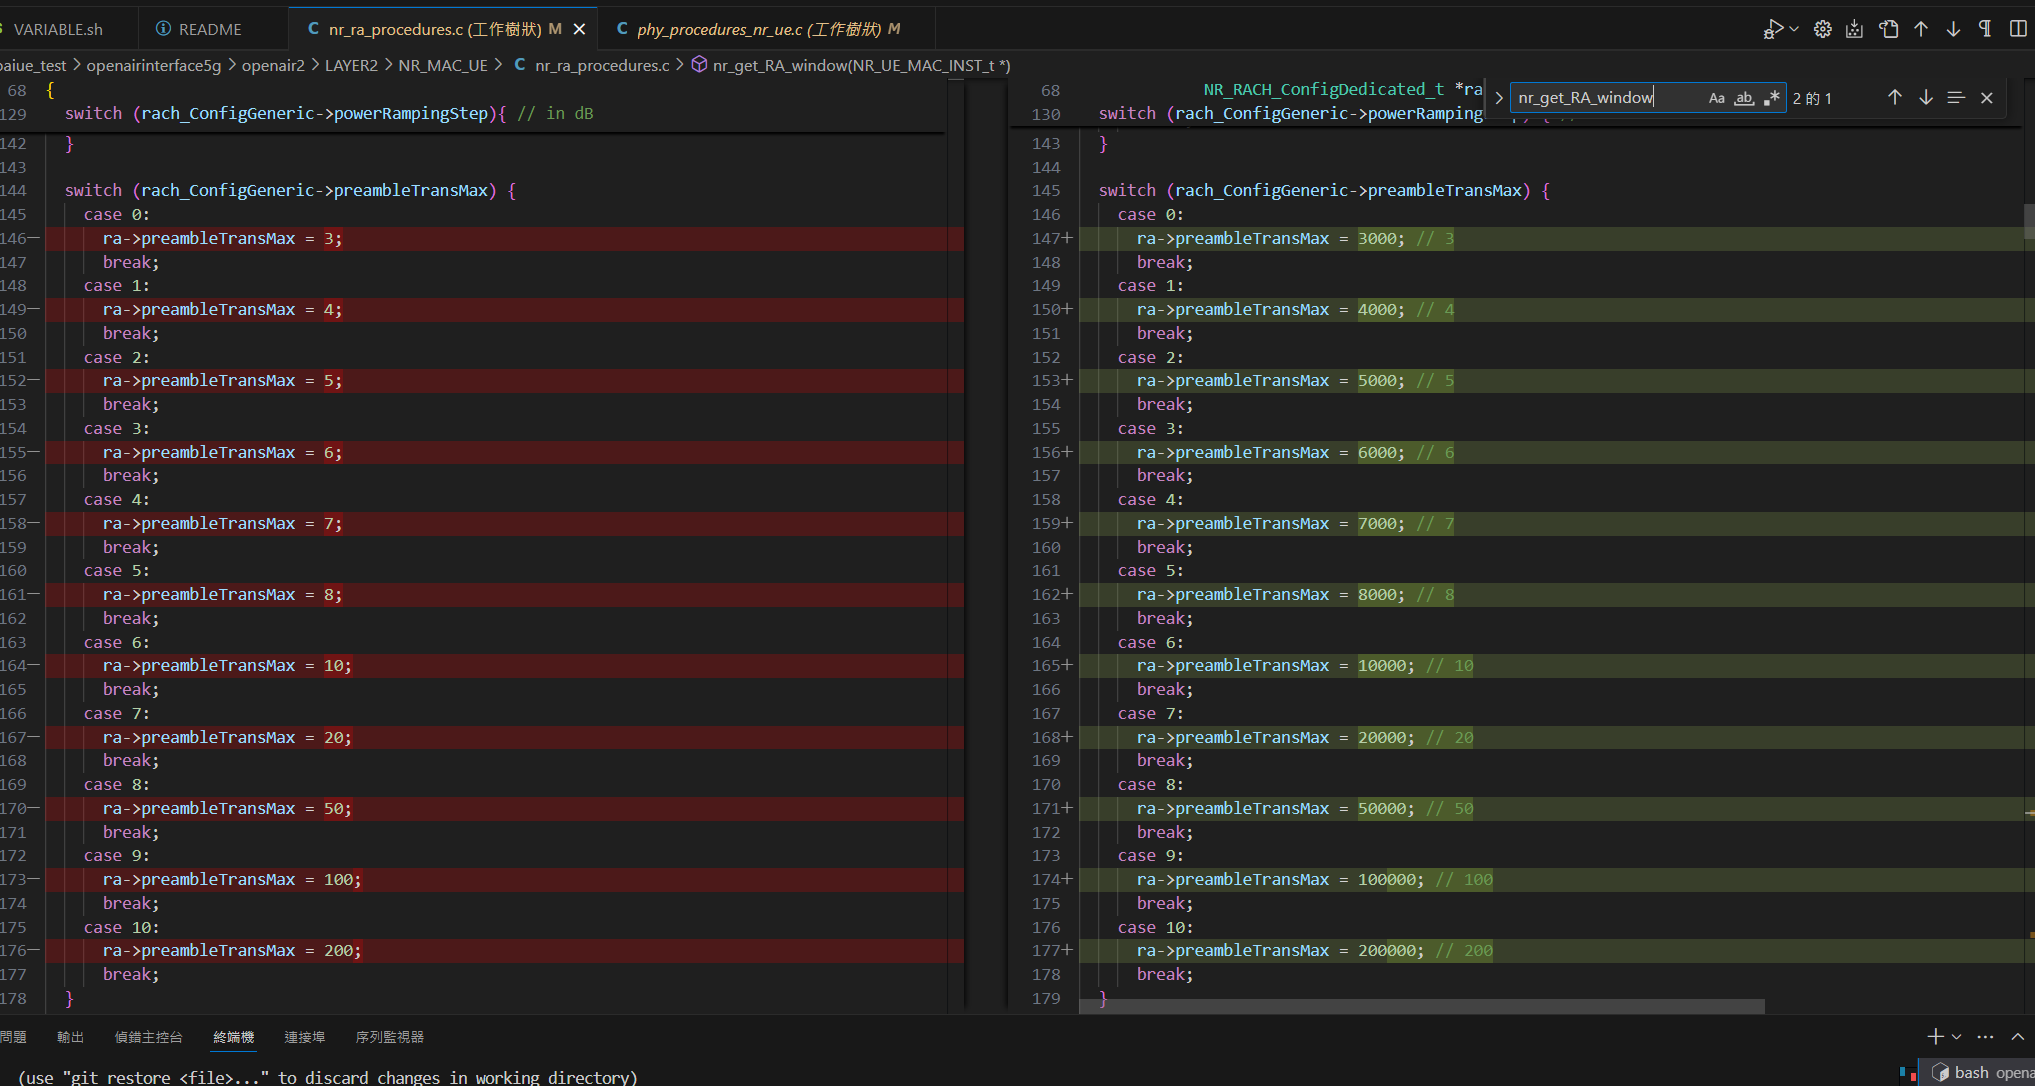 VARIABLE.sh
README
C nr_ra_procedures.c (工作樹狀) M
C phy_procedures_nr_ue.c (工作樹狀) M
oaiue_test > openairinterface5g > openair2 > LAYER2 > NR_MAC_UE > C nr_ra_procedures.c > nr_get_RA_window(NR_UE_MAC_INST_t *)
nr_get_RA_window Aa ab .* 2 的 1
68 {
129 switch (rach_ConfigGeneric->powerRampingStep){ // in dB
142 }
143
144 switch (rach_ConfigGeneric->preambleTransMax) {
145 case 0:
146— ra->preambleTransMax = 3;
147 break;
148 case 1:
149— ra->preambleTransMax = 4;
150 break;
151 case 2:
152— ra->preambleTransMax = 5;
153 break;
154 case 3:
155— ra->preambleTransMax = 6;
156 break;
157 case 4:
158— ra->preambleTransMax = 7;
159 break;
160 case 5:
161— ra->preambleTransMax = 8;
162 break;
163 case 6:
164— ra->preambleTransMax = 10;
165 break;
166 case 7:
167— ra->preambleTransMax = 20;
168 break;
169 case 8:
170— ra->preambleTransMax = 50;
171 break;
172 case 9:
173— ra->preambleTransMax = 100;
174 break;
175 case 10:
176— ra->preambleTransMax = 200;
177 break;
178 }
68 NR_RACH_ConfigDedicated_t *ra
130 switch (rach_ConfigGeneric->powerRamping
143 }
144
145 switch (rach_ConfigGeneric->preambleTransMax) {
146 case 0:
147+ ra->preambleTransMax = 3000; // 3
148 break;
149 case 1:
150+ ra->preambleTransMax = 4000; // 4
151 break;
152 case 2:
153+ ra->preambleTransMax = 5000; // 5
154 break;
155 case 3:
156+ ra->preambleTransMax = 6000; // 6
157 break;
158 case 4:
159+ ra->preambleTransMax = 7000; // 7
160 break;
161 case 5:
162+ ra->preambleTransMax = 8000; // 8
163 break;
164 case 6:
165+ ra->preambleTransMax = 10000; // 10
166 break;
167 case 7:
168+ ra->preambleTransMax = 20000; // 20
169 break;
170 case 8:
171+ ra->preambleTransMax = 50000; // 50
172 break;
173 case 9:
174+ ra->preambleTransMax = 100000; // 100
175 break;
176 case 10:
177+ ra->preambleTransMax = 200000; // 200
178 break;
179 }
問題 輸出 偵錯主控台 終端機 連接埠 序列監視器
(use "git restore <file>..." to discard changes in working directory)
bash opena